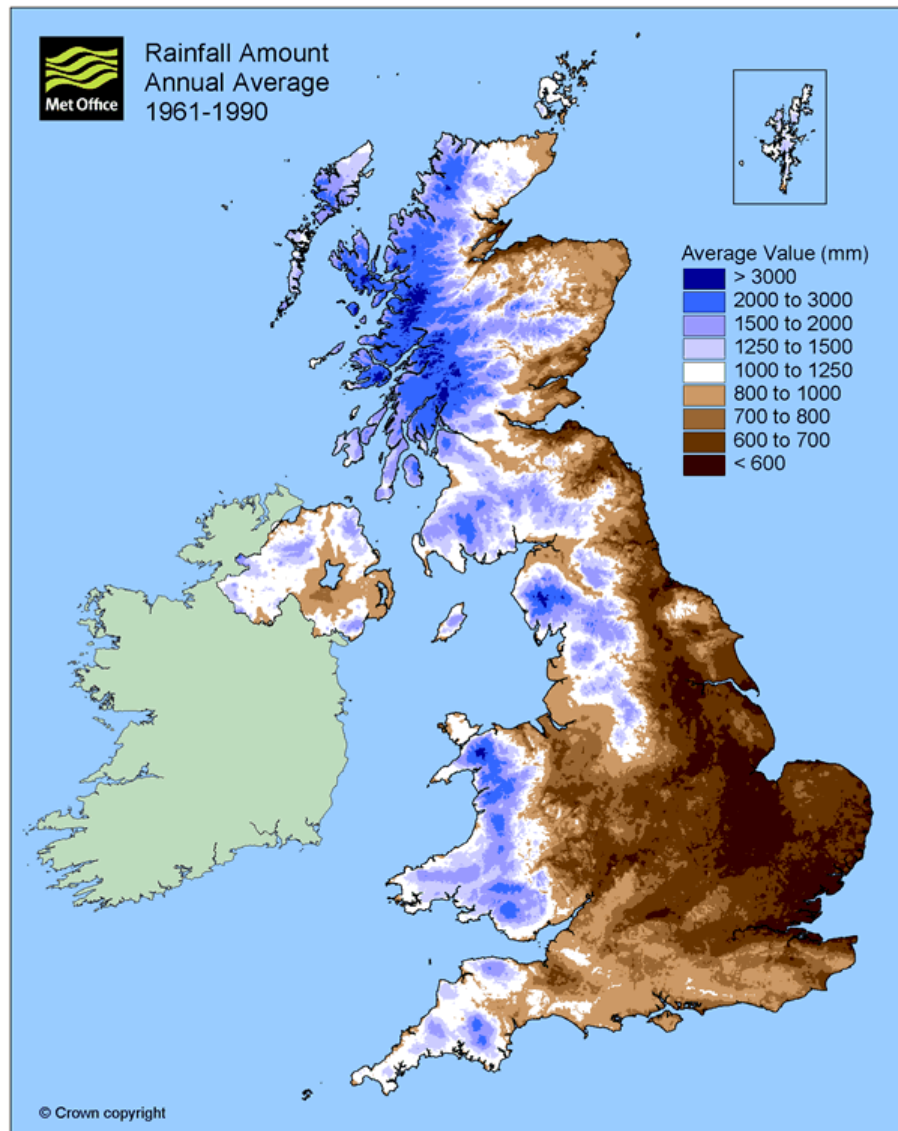 Met Office
Rainfall Amount
Annual Average
1961-1990
Average Value (mm)
> 3000
2000 to 3000
1500 to 2000
1250 to 1500
1000 to 1250
800 to 1000
700 to 800
600 to 700
< 600
© Crown copyright